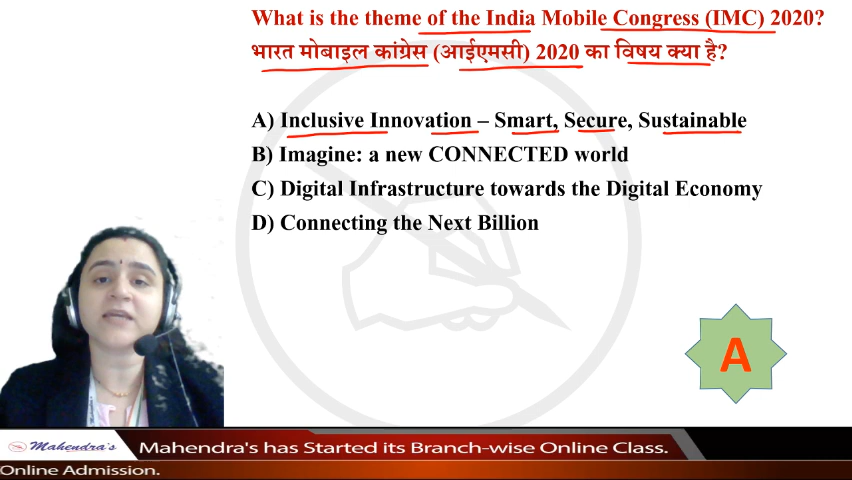 What is the theme of the India Mobile Congress (IMC) 2020?
भारत मोबाइल कांग्रेस (आईएमसी) 2020 का विषय क्या है?
A) Inclusive Innovation – Smart, Secure, Sustainable
B) Imagine: a new CONNECTED world
C) Digital Infrastructure towards the Digital Economy
D) Connecting the Next Billion
A
Mahendra's
Mahendra's has Started its Branch-wise Online Class.
Online Admission.